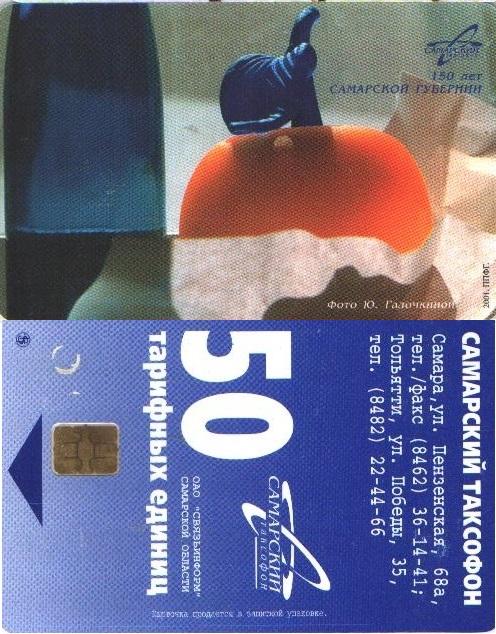 САМАРСКИЙ
150 лет
САМАРСКОЙ ГУБЕРНИИ
Фото Ю. Галочкиной
2001. ППФГ.
САМАРСКИЙ ТАКСОФОН
Самара,ул. Пензенская, 68а,
тел./факс (8462) 36-14-41;
Тольятти, ул. Победы, 35,
тел. (8482) 22-44-66
50
тарифных единиц
САМАРСКИЙ
таксофон
ОАО "СВЯЗЬИНФОРМ"
САМАРСКОЙ ОБЛАСТИ
Карточка продается в защитной упаковке.